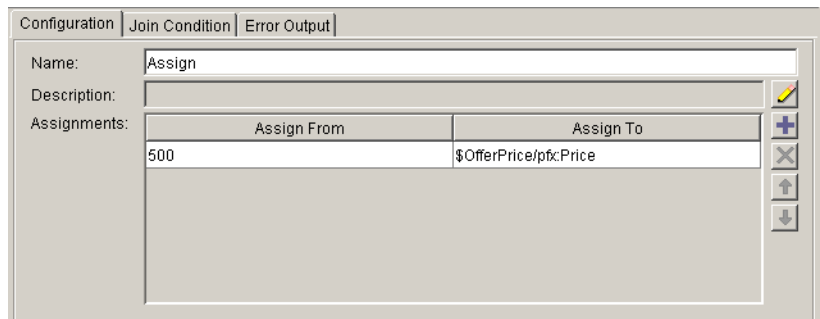 Configuration Join Condition Error Output
Name: Assign
Description:
Assignments: Assign From Assign To
500 $OfferPrice/pfx:Price